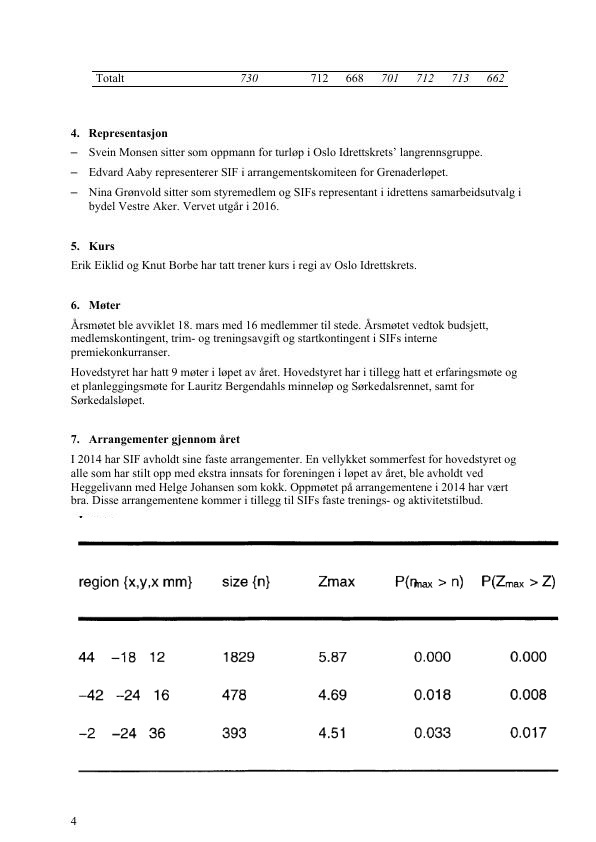 Totalt 730 712 668 701 712 713 662
4. Representasjon
– Svein Monsen sitter som oppmann for turløp i Oslo Idrettskrets’ langrennsgruppe.
– Edvard Aaby representerer SIF i arrangementskomiteen for Grenaderløpet.
– Nina Grønvold sitter som styremedlem og SIFs representant i idrettens samarbeidsutvalg i
bydel Vestre Aker. Vervet utgår i 2016.
5. Kurs
Erik Eiklid og Knut Borbe har tatt trener kurs i regi av Oslo Idrettskrets.
6. Møter
Årsmøtet ble avviklet 18. mars med 16 medlemmer til stede. Årsmøtet vedtok budsjett,
medlemskontingent, trim- og treningsavgift og startkontingent i SIFs interne
premiekonkurranser.
Hovedstyret har hatt 9 møter i løpet av året. Hovedstyret har i tillegg hatt et erfaringsmøte og
et planleggingsmøte for Lauritz Bergendahls minneløp og Sørkedalsrennet, samt for
Sørkedalsløpet.
7. Arrangementer gjennom året
I 2014 har SIF avholdt sine faste arrangementer. En vellykket sommerfest for hovedstyret og
alle som har stilt opp med ekstra innsats for foreningen i løpet av året, ble avholdt ved
Heggelivann med Helge Johansen som kokk. Oppmøtet på arrangementene i 2014 har vært
bra. Disse arrangementene kommer i tillegg til SIFs faste trenings- og aktivitetstilbud.
region {x,y,x mm} size {n} Zmax P(nmax > n) P(Zmax > Z)
44 –18 12 1829 5.87 0.000 0.000
–42 –24 16 478 4.69 0.018 0.008
–2 –24 36 393 4.51 0.033 0.017
4